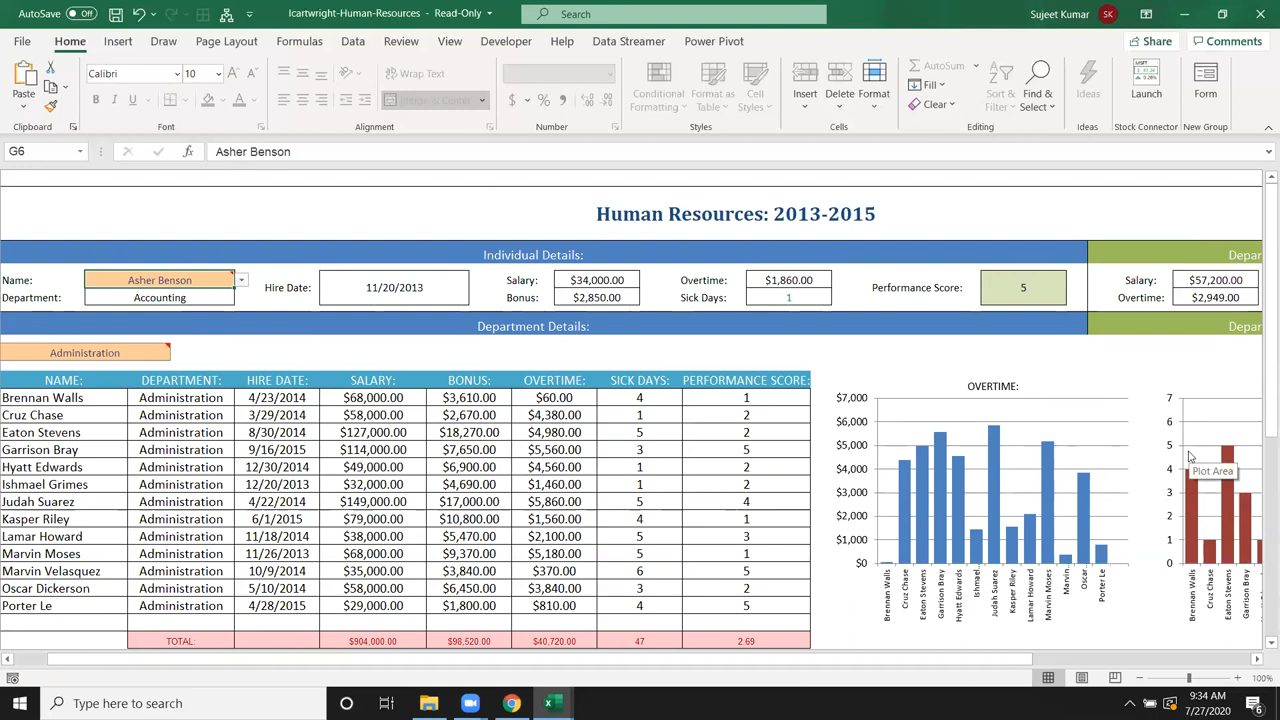 AutoSave Off
Icartwright-Human-Resources - Read-Only
Search
Sujeet Kumar SK
File Home Insert Draw Page Layout Formulas Data Review View Developer Help Data Streamer Power Pivot
Share Comments
Paste
Calibri 10
B I U
Wrap Text
Merge & Center
$ % ,
Conditional Formatting
Format as Table
Cell Styles
Insert Delete Format
AutoSum
Fill
Clear
Sort & Filter
Find & Select
Ideas
Launch
Form
Clipboard Font Alignment Number Styles Cells Editing Ideas Stock Connector New Group
G6 fx Asher Benson
Human Resources: 2013-2015
Individual Details: Depar
Name: Asher Benson
Department: Accounting
Hire Date: 11/20/2013
Salary: $34,000.00
Bonus: $2,850.00
Overtime: $1,860.00
Sick Days: 1
Performance Score: 5
Salary: $57,200.00
Overtime: $2,949.00
Department Details: Depar
Administration
NAME: DEPARTMENT: HIRE DATE: SALARY: BONUS: OVERTIME: SICK DAYS: PERFORMANCE SCORE:
Brennan Walls Administration 4/23/2014 $68,000.00 $3,610.00 $60.00 4 1
Cruz Chase Administration 3/29/2014 $58,000.00 $2,670.00 $4,380.00 1 2
Eaton Stevens Administration 8/30/2014 $127,000.00 $18,270.00 $4,980.00 5 2
Garrison Bray Administration 9/16/2015 $114,000.00 $7,650.00 $5,560.00 3 5
Hyatt Edwards Administration 12/30/2014 $49,000.00 $6,900.00 $4,560.00 1 2
Ishmael Grimes Administration 12/20/2013 $32,000.00 $4,690.00 $1,460.00 1 2
Judah Suarez Administration 4/22/2014 $149,000.00 $17,000.00 $5,860.00 5 4
Kasper Riley Administration 6/1/2015 $79,000.00 $10,800.00 $1,560.00 4 1
Lamar Howard Administration 11/18/2014 $38,000.00 $5,470.00 $2,100.00 5 3
Marvin Moses Administration 11/26/2013 $68,000.00 $9,370.00 $5,180.00 5 1
Marvin Velasquez Administration 10/9/2014 $35,000.00 $3,840.00 $370.00 6 5
Oscar Dickerson Administration 5/10/2014 $58,000.00 $6,450.00 $3,840.00 3 2
Porter Le Administration 4/28/2015 $29,000.00 $1,800.00 $810.00 4 5
TOTAL: $904,000.00 $98,520.00 $40,720.00 47 2.69
OVERTIME:
$7,000
$6,000
$5,000
$4,000
$3,000
$2,000
$1,000
$0
Brennan Walls
Cruz Chase
Eaton Stevens
Garrison Bray
Hyatt Edwards
Ishmael…
Judah Suarez
Kasper Riley
Lamar Howard
Marvin Moses
Marvin…
Oscar…
Porter Le
7
6
5
4
3
2
1
0
Plot Area
Brennan Walls
Cruz Chase
Eaton Stevens
Garrison Bray
100%
Type here to search
9:34 AM
7/27/2020
6